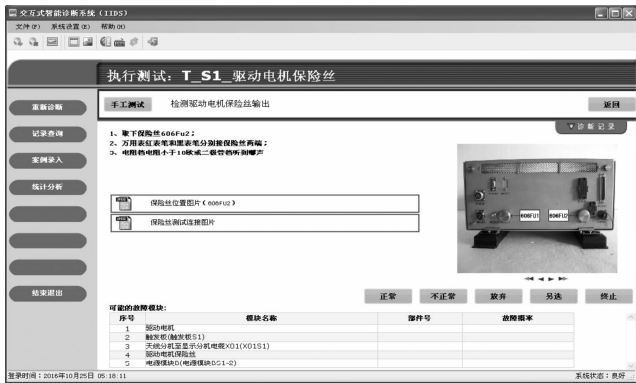 交互式智能诊断系统 (IIDS)
文件(F) 系统设置(E) 帮助(H)
执行测试: T_S1_驱动电机保险丝
重新诊断
手工测试 检测驱动电机保险丝输出 返回
诊断记录
记录查询
案例录入
统计分析
结束退出
1、取下保险丝606Fu2;
2、万用表红表笔和黑表笔分别接保险丝两端;
3、电阻档电阻小于10欧或二极管档听到嘟声
保险丝位置图片(606FU2)
保险丝测试连接图片
606FU1 606FU2
正常 不正常 放弃 另选 终止
可能的故障模块:
序号 模块名称 部件号 故障概率
1 驱动电机
2 触发板(触发板S1)
3 天线分机至显示分机电缆X01(X01S1)
4 驱动电机保险丝
5 电源模块D(电源模块DS1-2)
登录时间: 2016年10月25日 05:18:11 系统状态: 良好